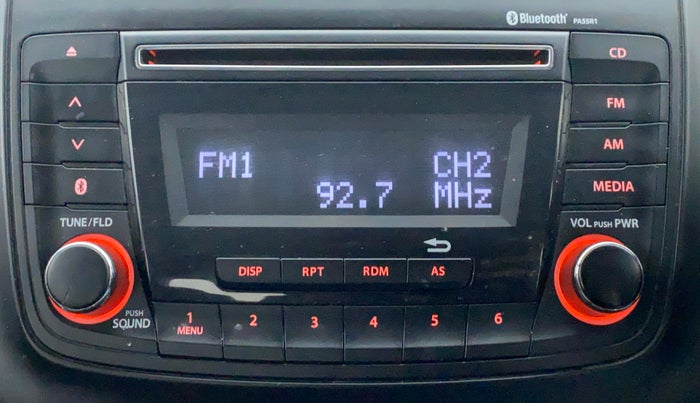 Bluetooth® PA55R1
CD
FM
AM
MEDIA
FM1 CH2
92.7 MHz
TUNE/FLD
VOL PUSH PWR
DISP RPT RDM AS
PUSH
SOUND
1 2 3 4 5 6
MENU